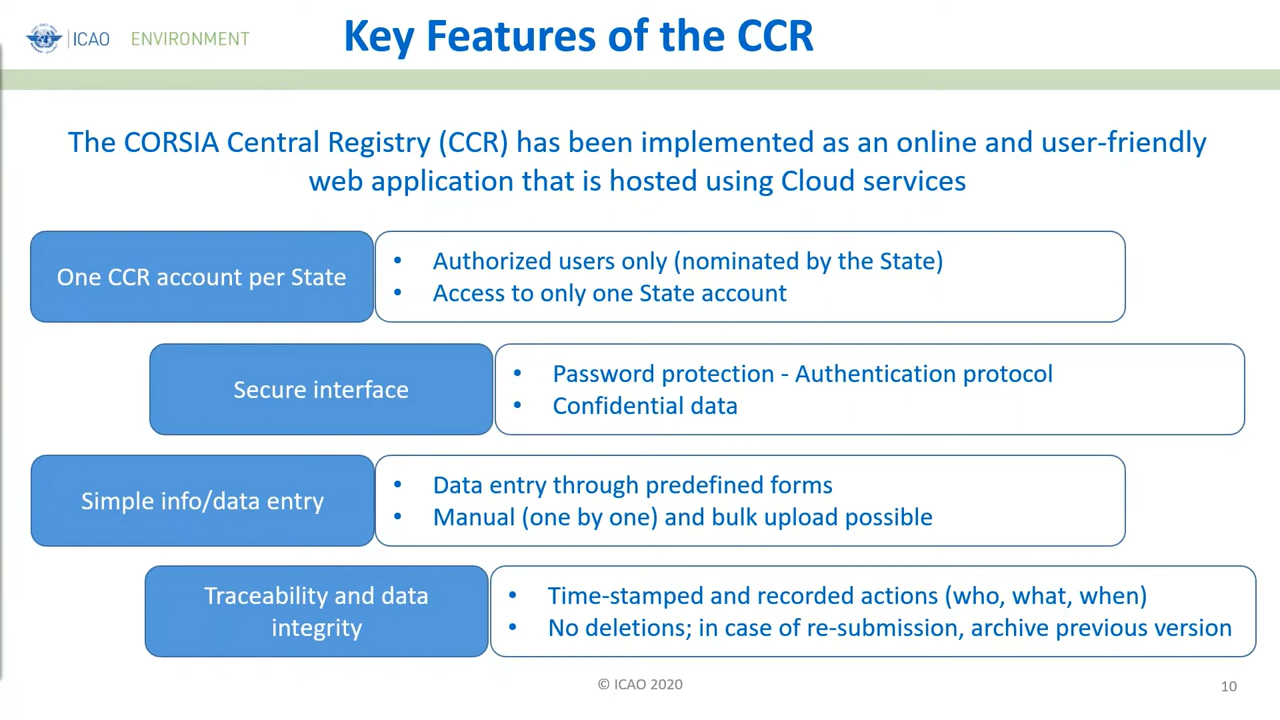 ICAO ENVIRONMENT
Key Features of the CCR
The CORSIA Central Registry (CCR) has been implemented as an online and user-friendly
web application that is hosted using Cloud services
One CCR account per State
• Authorized users only (nominated by the State)
• Access to only one State account
Secure interface
• Password protection - Authentication protocol
• Confidential data
Simple info/data entry
• Data entry through predefined forms
• Manual (one by one) and bulk upload possible
Traceability and data
integrity
• Time-stamped and recorded actions (who, what, when)
• No deletions; in case of re-submission, archive previous version
© ICAO 2020
10